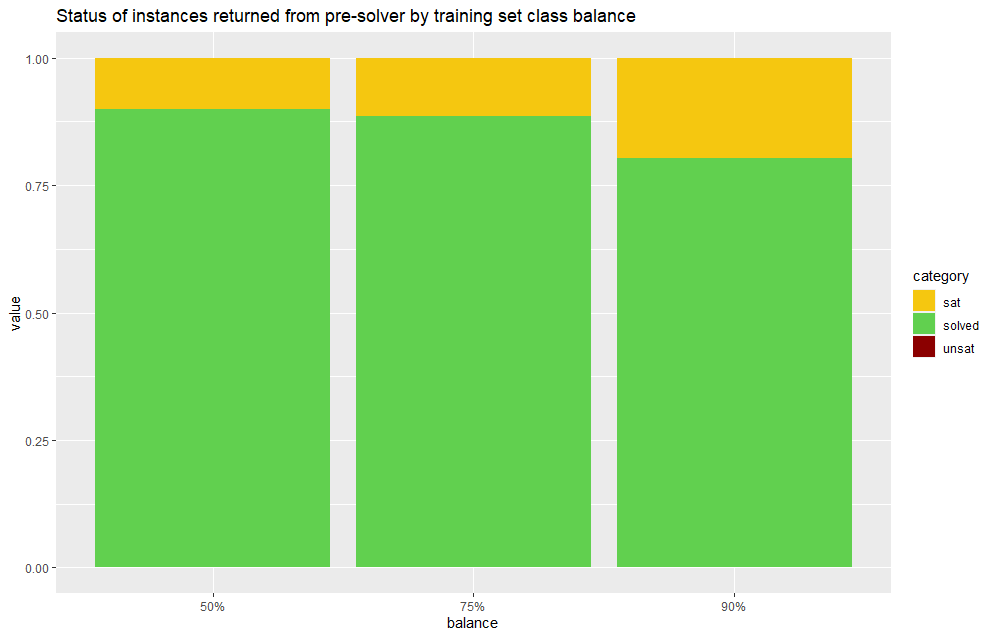 Status of instances returned from pre-solver by training set class balance
1.00
0.75
0.50
0.25
0.00
value
50%
75%
90%
balance
category
sat
solved
unsat